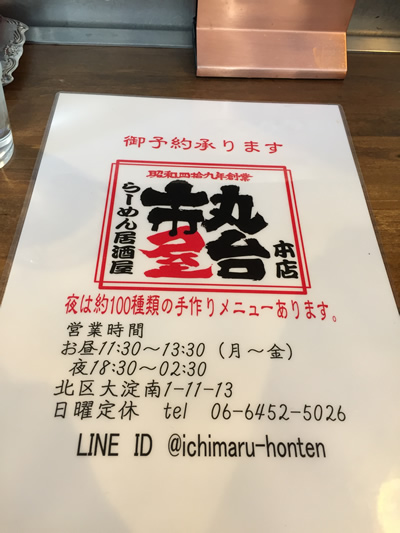 御予約承ります
昭和四拾九年創業
らーめん居酒屋
市丸
屋台
本店
夜は約100種類の手作りメニューあります。
営業時間
お昼11:30～13:30（月～金）
夜18:30～02:30
北区大淀南1-11-13
日曜定休 tel 06-6452-5026
LINE ID @ichimaru-honten